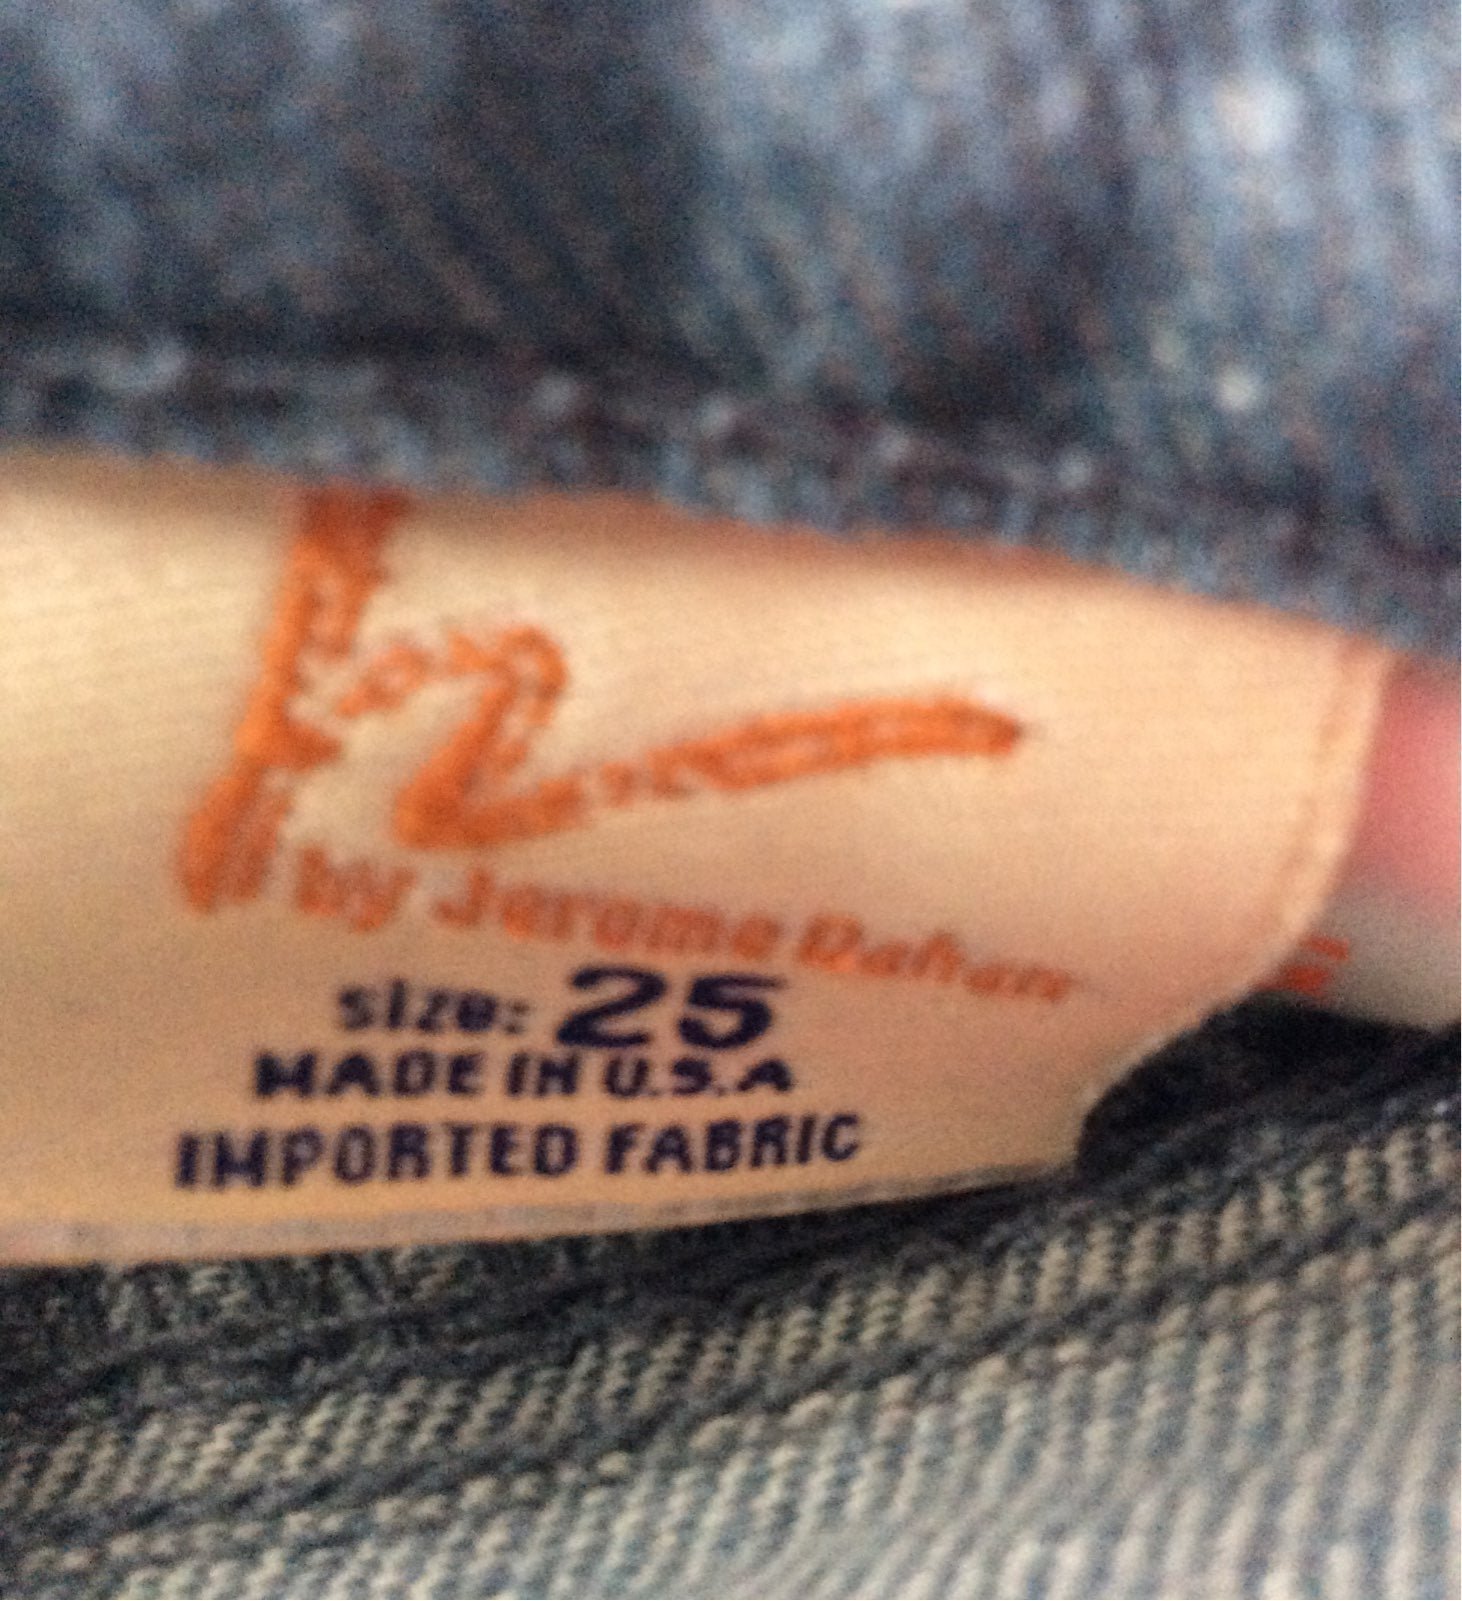 by Jerome Dahan
size: 25
MADE IN U.S.A
IMPORTED FABRIC